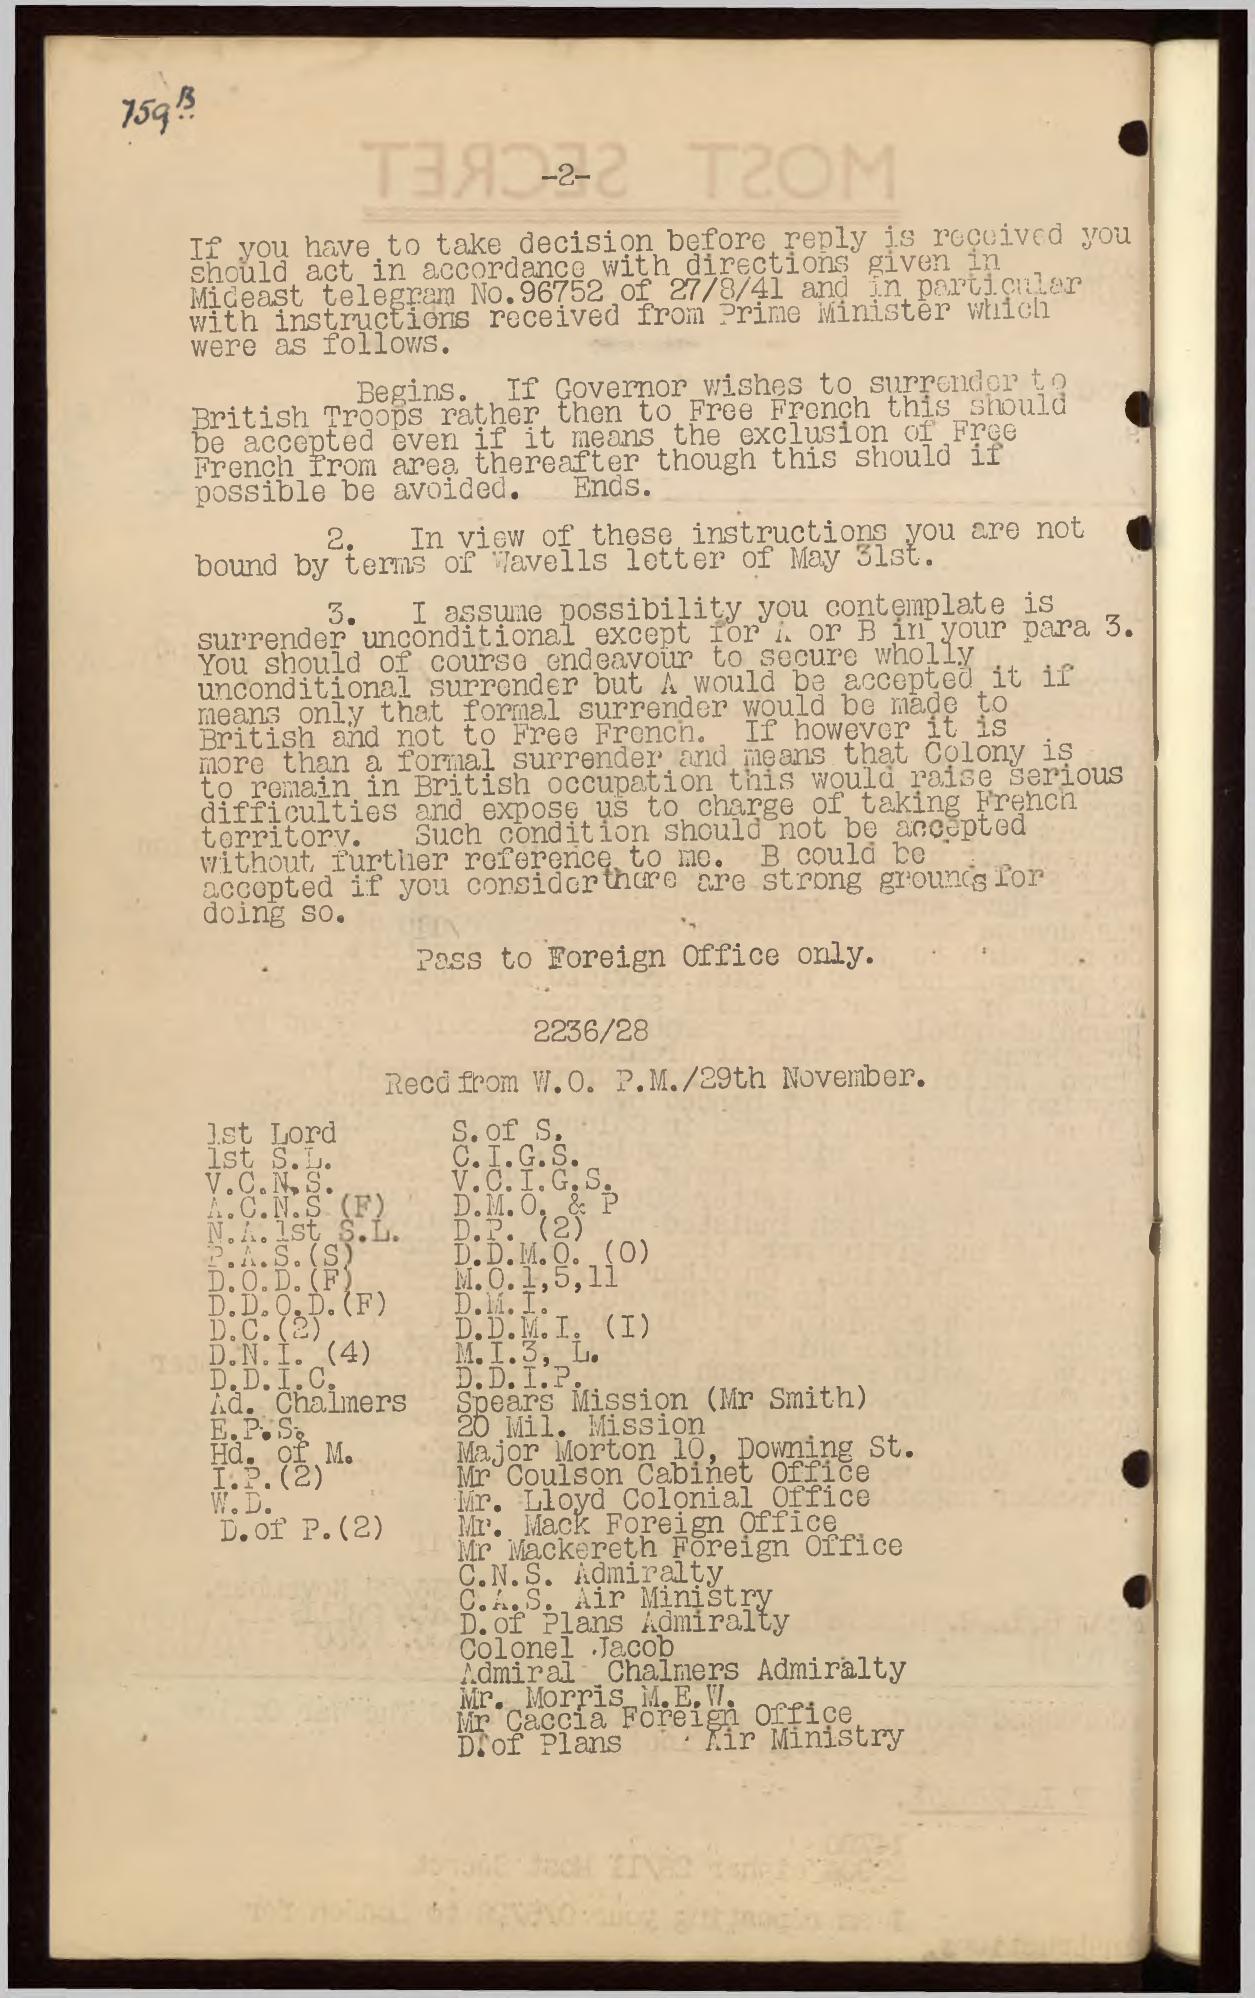 759B
MOST SECRET
-2-
If you have to take decision before reply is received you
should act in accordance with directions given in
Mideast telegram No.96752 of 27/8/41 and in particular
with instructions received from Prime Minister which
were as follows.
Begins. If Governor wishes to surrender to
British Troops rather then to Free French this should
be accepted even if it means the exclusion of Free
French from area thereafter though this should if
possible be avoided. Ends.
2. In view of these instructions you are not
bound by terms of Wavells letter of May 31st.
3. I assume possibility you contemplate is
surrender unconditional except for A or B in your para 3.
You should of course endeavour to secure wholly
unconditional surrender but A would be accepted it if
means only that formal surrender would be made to
British and not to Free French. If however it is
more than a formal surrender and means that Colony is
to remain in British occupation this would raise serious
difficulties and expose us to charge of taking French
territory. Such condition should not be accepted
without further reference to me. B could be
accepted if you consider there are strong grounds for
doing so.
Pass to Foreign Office only.
2236/28
Recd from W.O. P.M./29th November.
1st Lord
1st S.L.
V.C.N.S.
A.C.N.S (F)
N.A. 1st S.L.
P.A.S.(S)
D.O.D.(F)
D.D.O.D.(F)
D.C.(2)
D.N.I. (4)
D.D.I.C.
Ad. Chalmers
E.P.S.
Hd. of M.
I.P.(2)
W.D.
D.of P.(2)
S.of S.
C.I.G.S.
V.C.I.G.S.
D.M.O. & P
D.P. (2)
D.D.M.O. (O)
M.O.1,5,11
D.M.I.
D.D.M.I. (I)
M.I.3, L.
D.D.I.P.
Spears Mission (Mr Smith)
20 Mil. Mission
Major Morton 10, Downing St.
Mr Coulson Cabinet Office
Mr. Lloyd Colonial Office
Mr. Mack Foreign Office
Mr Mackereth Foreign Office
C.N.S. Admiralty
C.A.S. Air Ministry
D.of Plans Admiralty
Colonel Jacob
Admiral Chalmers Admiralty
Mr. Morris M.E.W.
Mr Caccia Foreign Office
D.of Plans Air Ministry